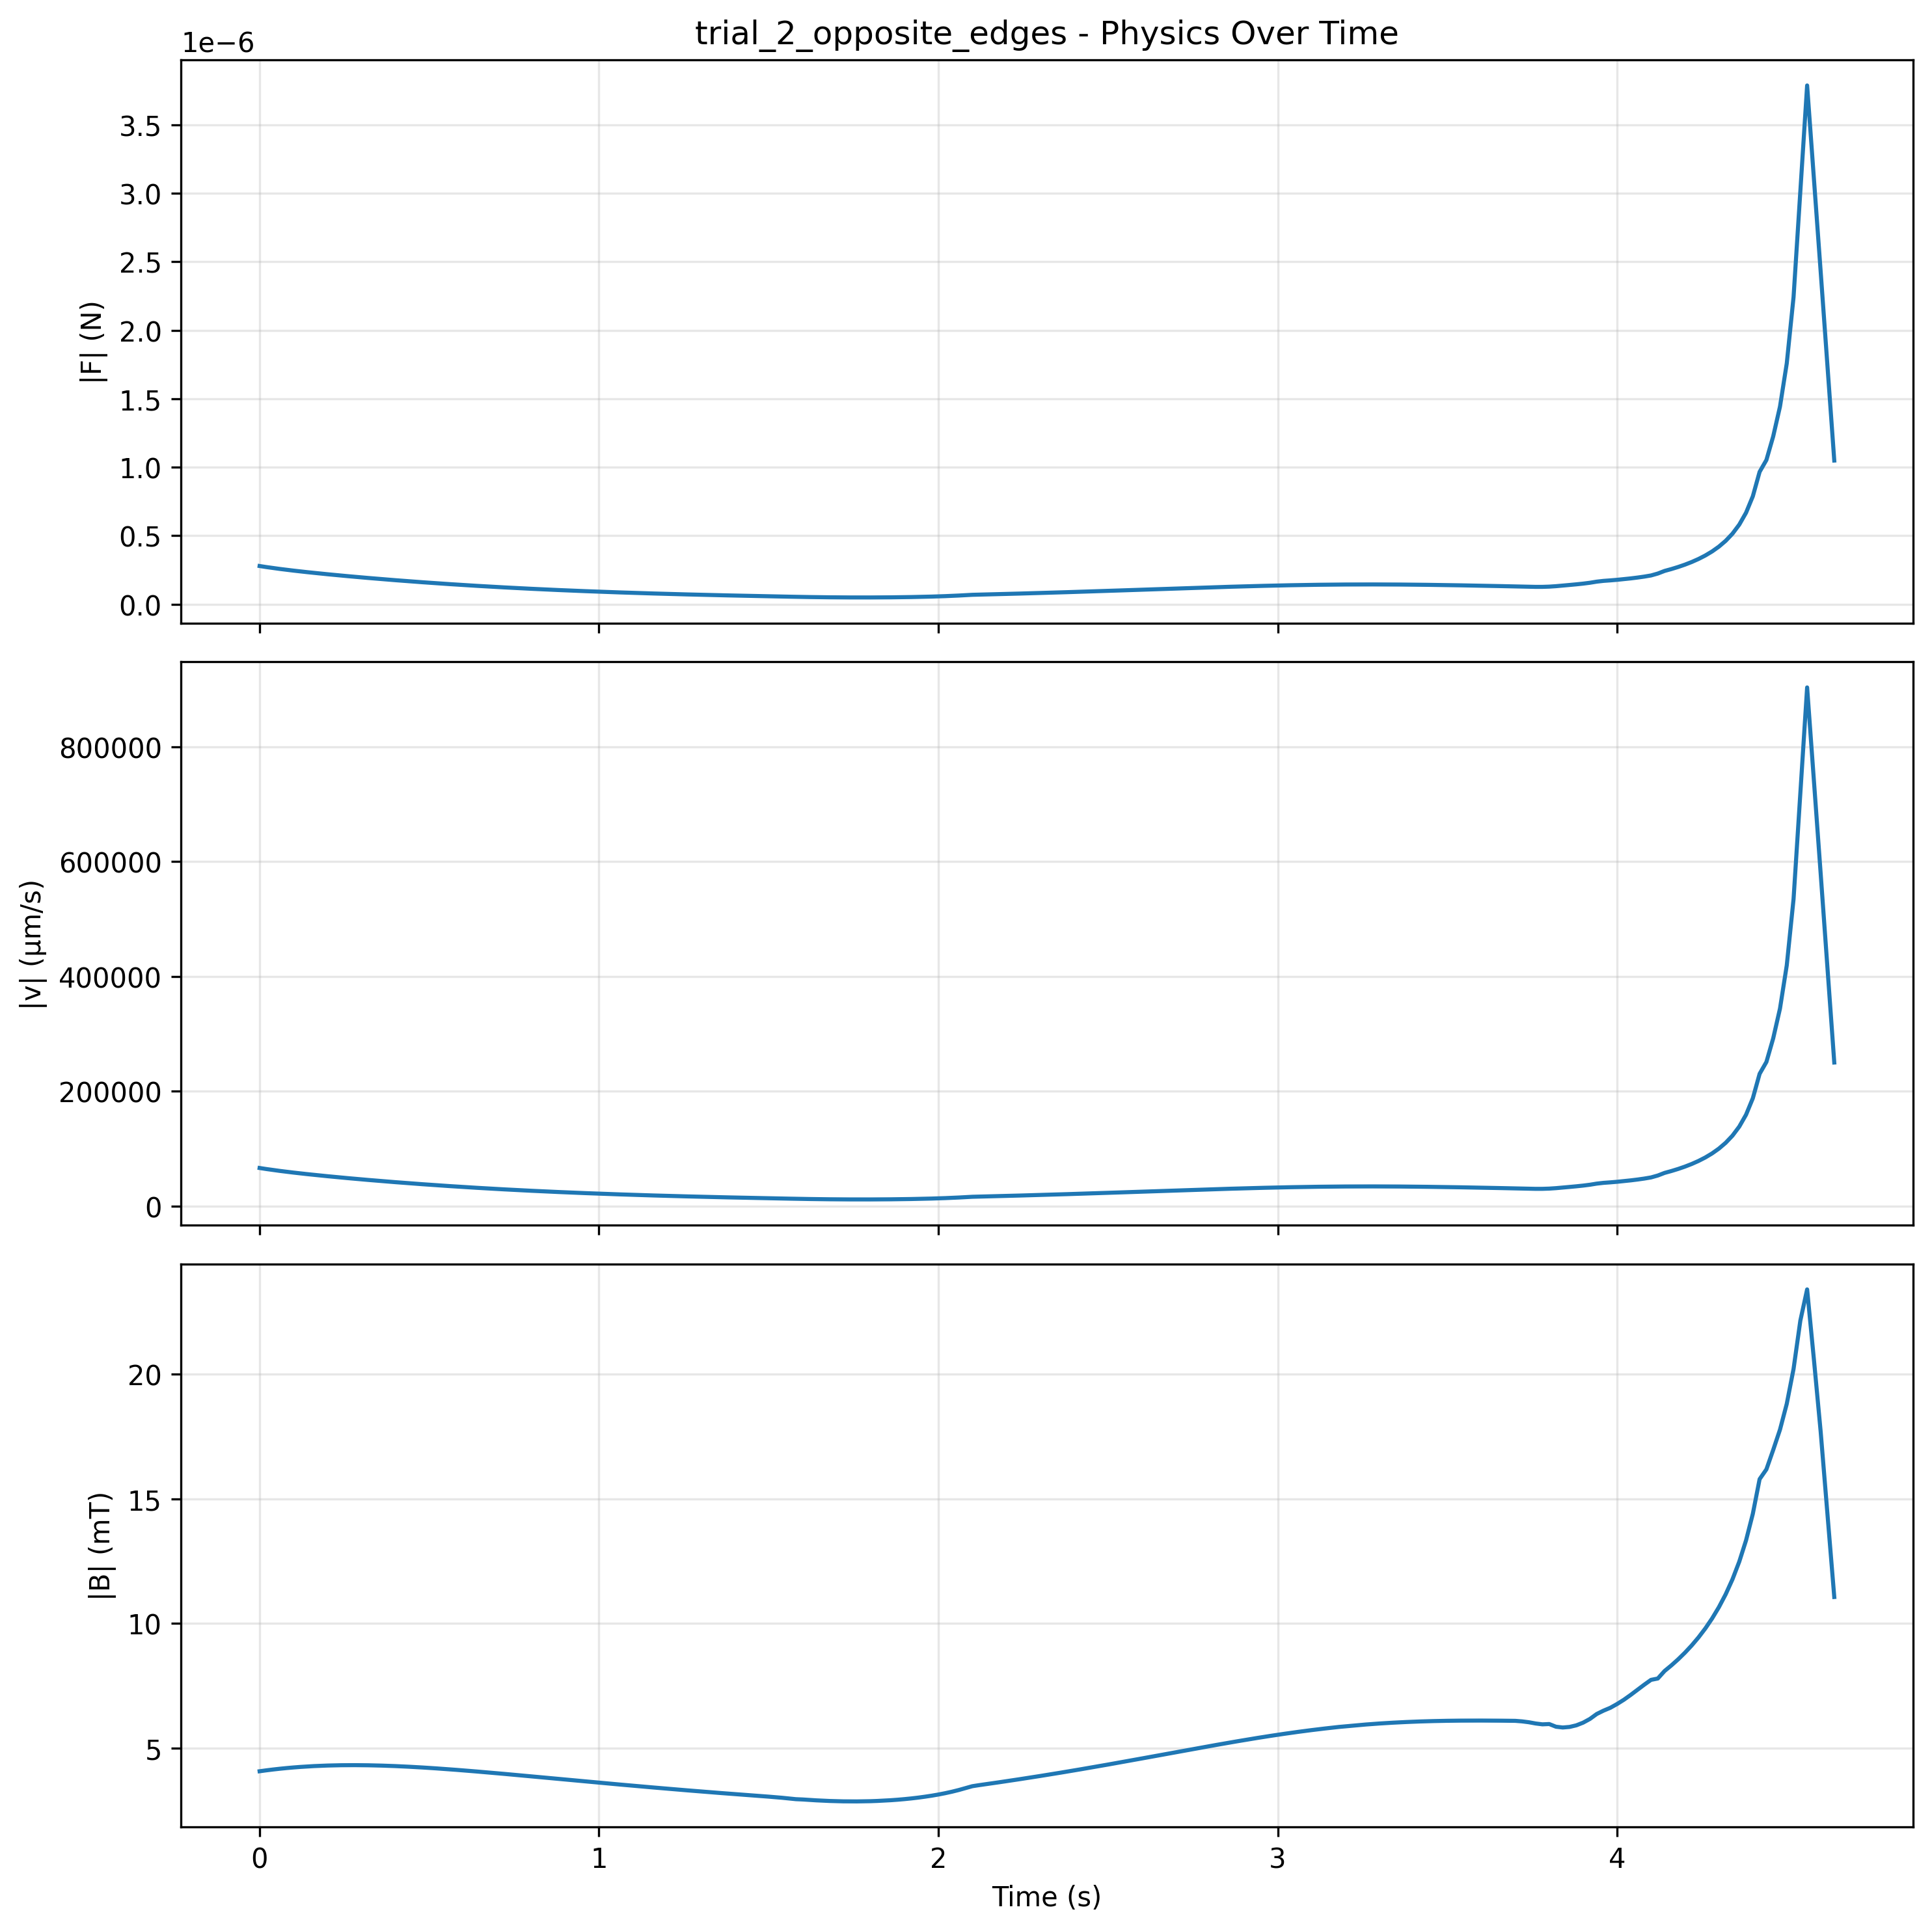 trial_2_opposite_edges - Physics Over Time
1e−6
3.5
3.0
2.5
2.0
1.5
1.0
0.5
0.0
|F| (N)
800000
600000
400000
200000
0
|v| (µm/s)
20
15
10
5
|B| (mT)
0 1 2 3 4
Time (s)